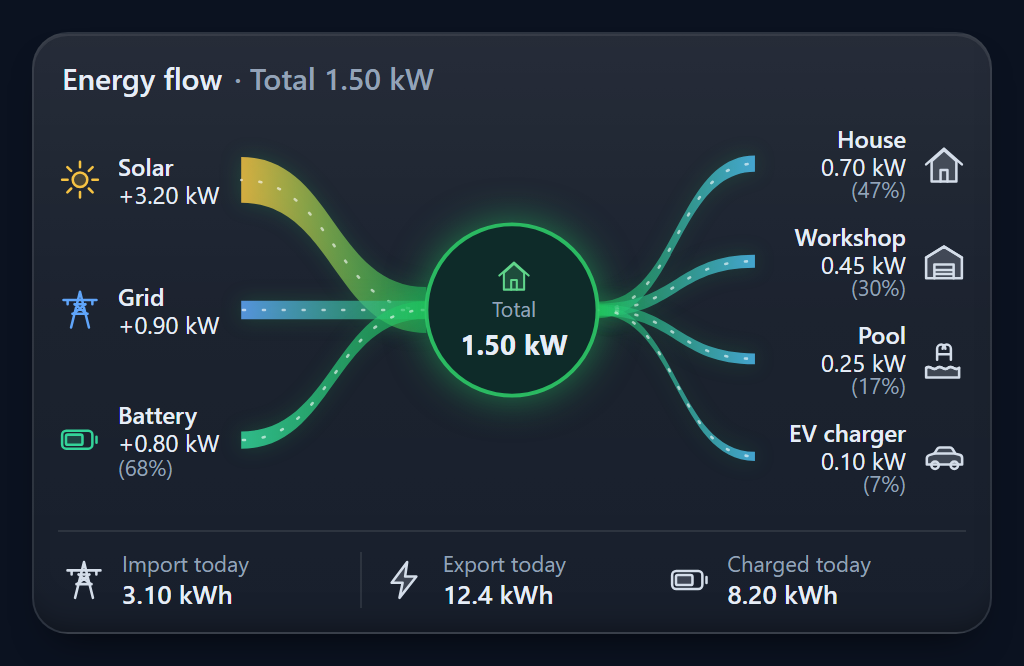 Energy flow · Total 1.50 kW
Solar
+3.20 kW
Grid
+0.90 kW
Battery
+0.80 kW
(68%)
Total
1.50 kW
House
0.70 kW
(47%)
Workshop
0.45 kW
(30%)
Pool
0.25 kW
(17%)
EV charger
0.10 kW
(7%)
Import today
3.10 kWh
Export today
12.4 kWh
Charged today
8.20 kWh